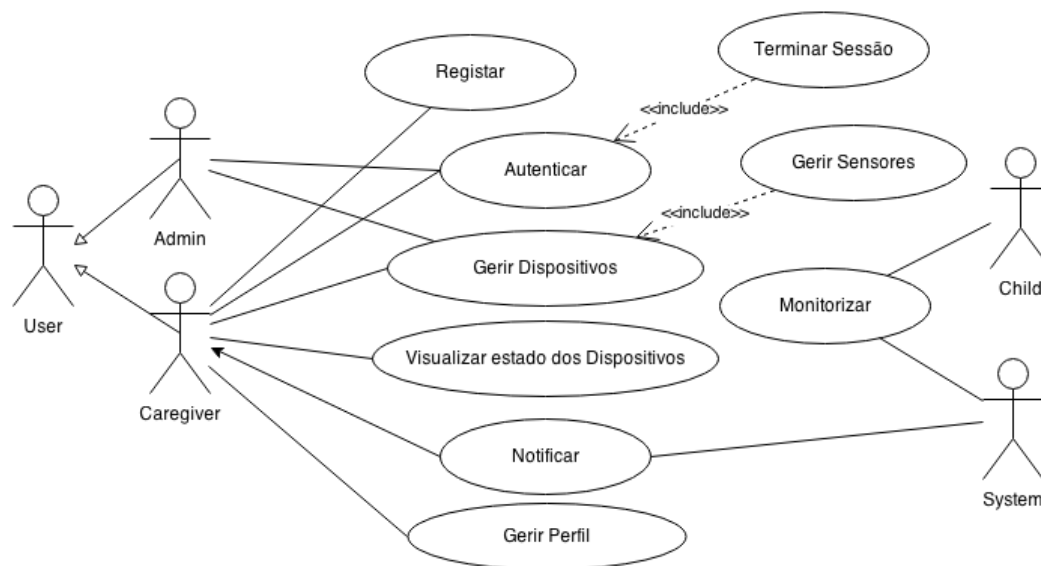 Terminar Sessão
Registar
<<include>>
Autenticar
Gerir Sensores
Admin
<<include>>
Gerir Dispositivos
Child
User
Monitorizar
Visualizar estado dos Dispositivos
Caregiver
Notificar
System
Gerir Perfil